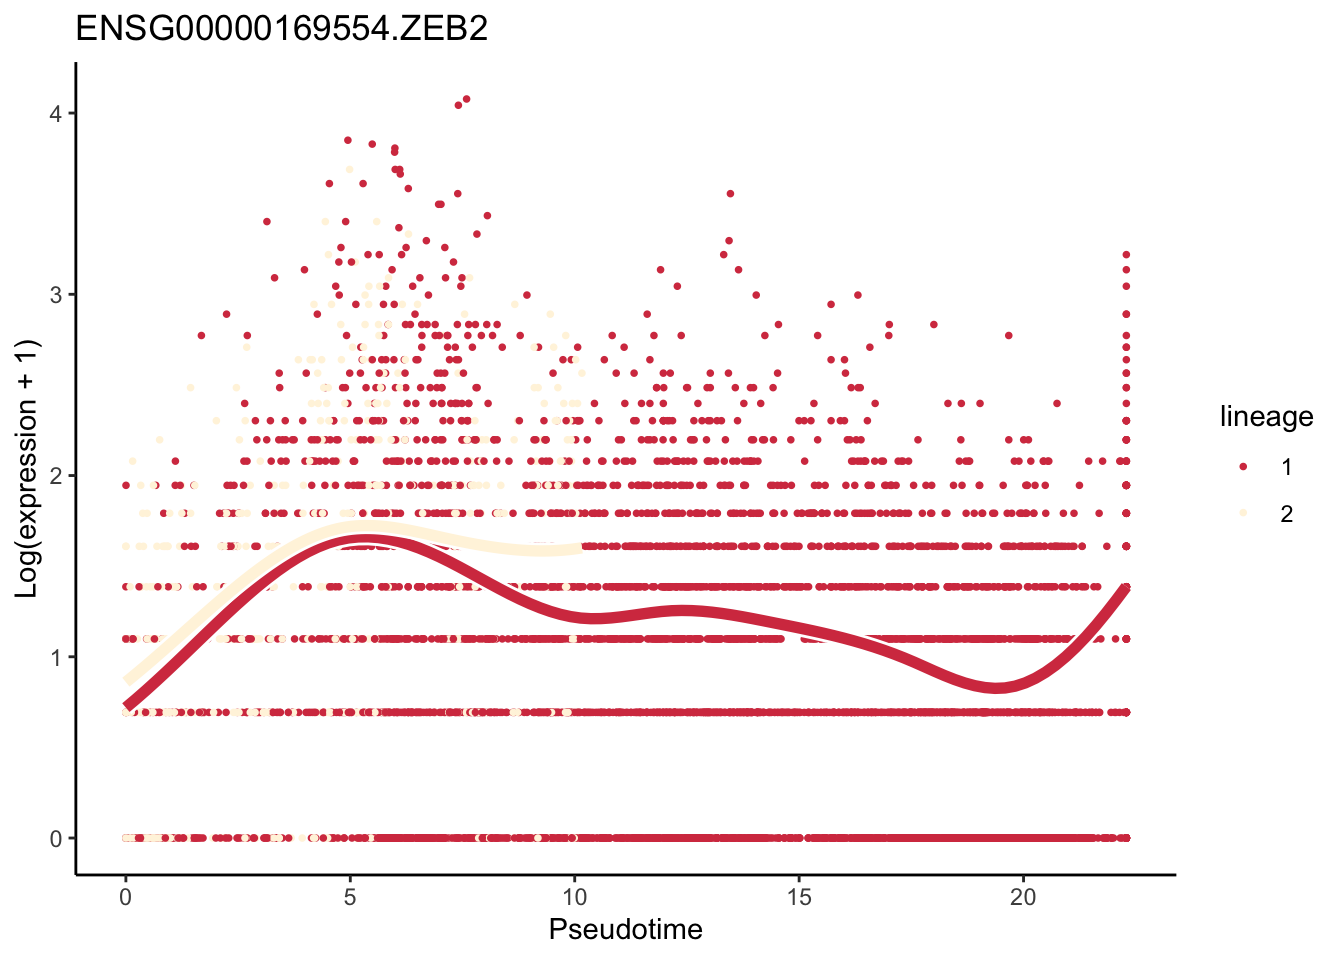 ENSG00000169554.ZEB2
Log(expression + 1)
4
3
2
1
0
0 5 10 15 20
Pseudotime
lineage
1
2